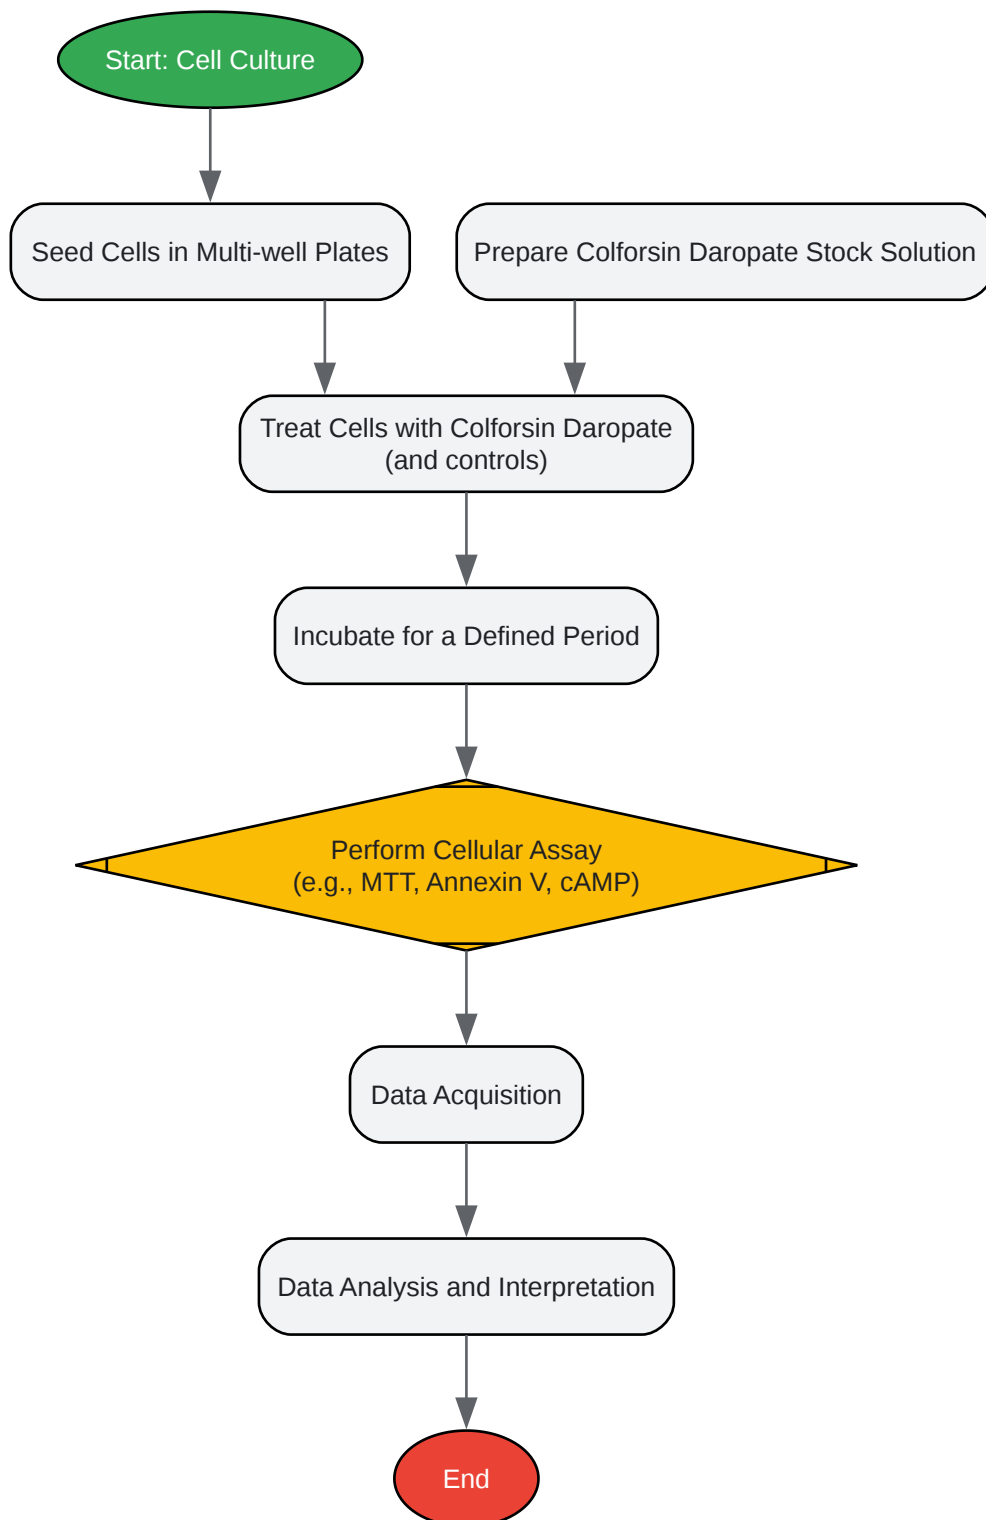 Start: Cell Culture
Seed Cells in Multi-well Plates
Prepare Colforsin Daropate Stock Solution
Treat Cells with Colforsin Daropate
(and controls)
Incubate for a Defined Period
Perform Cellular Assay
(e.g., MTT, Annexin V, cAMP)
Data Acquisition
Data Analysis and Interpretation
End